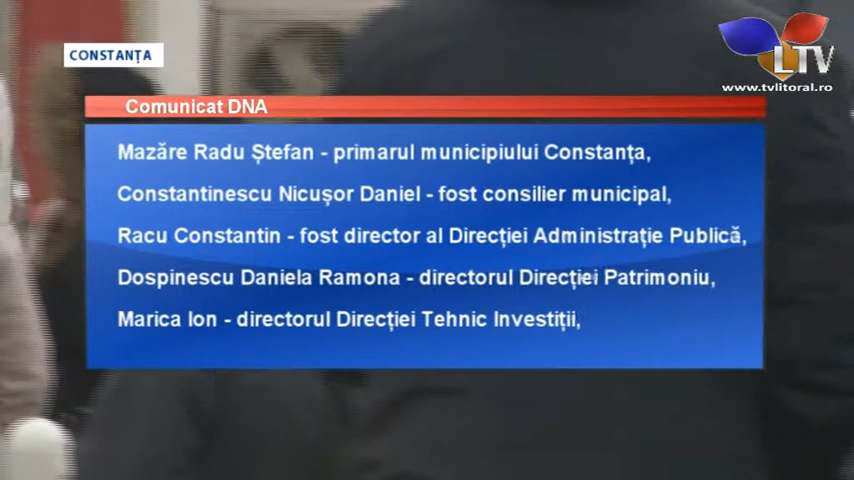 CONSTANȚA
LTV
www.tvlitoral.ro
Comunicat DNA
Mazăre Radu Ștefan - primarul municipiului Constanța,
Constantinescu Nicușor Daniel - fost consilier municipal,
Racu Constantin - fost director al Direcției Administrație Publică,
Dospinescu Daniela Ramona - directorul Direcției Patrimoniu,
Marica Ion - directorul Direcției Tehnic Investiții,